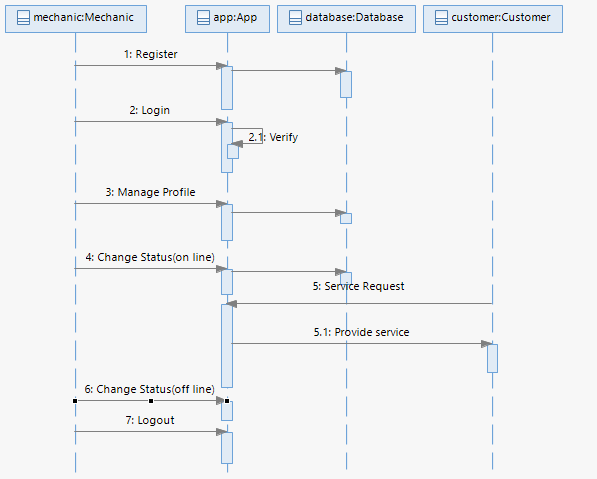 mechanic:Mechanic
app:App
database:Database
customer:Customer
1: Register
2: Login
2.1: Verify
3: Manage Profile
4: Change Status(on line)
5: Service Request
5.1: Provide service
6: Change Status(off line)
7: Logout